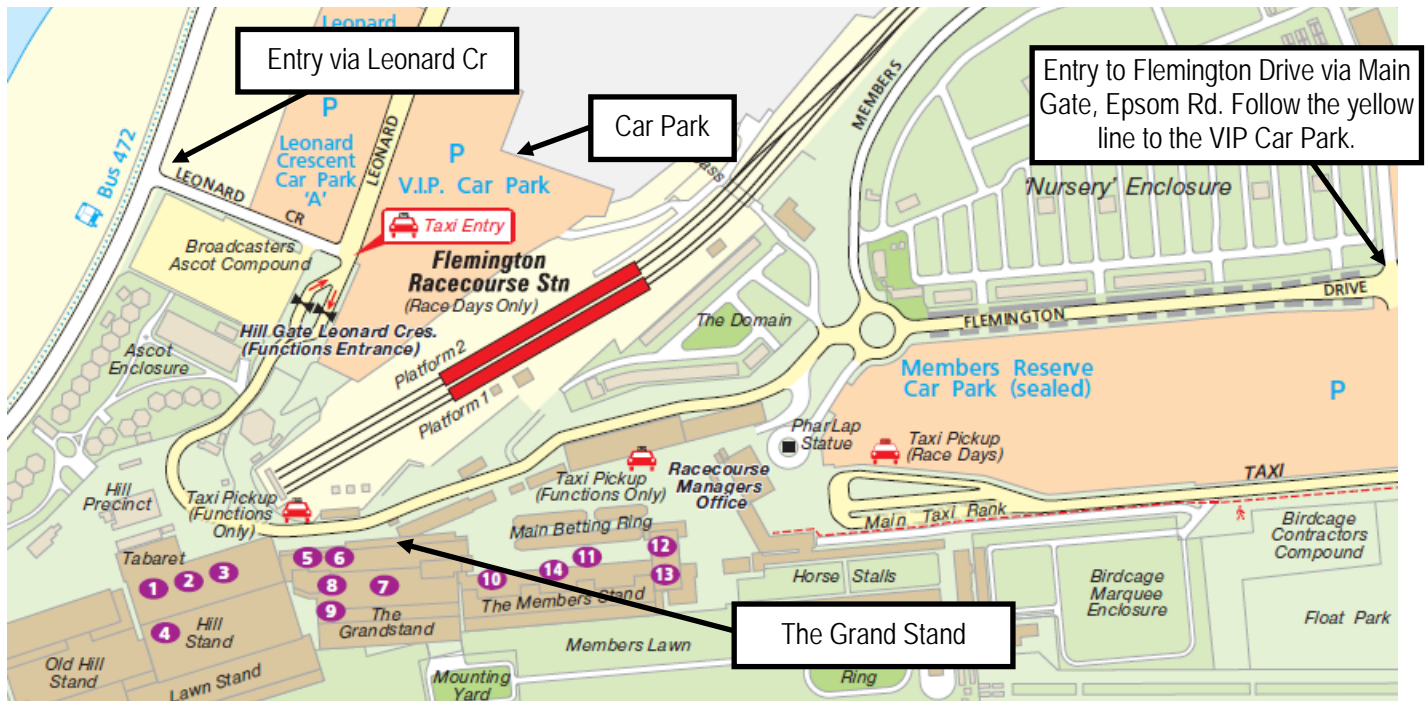 Leonard
P
Entry via Leonard Cr
Entry to Flemington Drive via Main
Gate, Epsom Rd. Follow the yellow
line to the VIP Car Park.
Car Park
MEMBERS
Bus 472
Leonard
Crescent
Car Park
'A'
LEONARD
P
V.I.P. Car Park
LEONARD
CR
'Nursery' Enclosure
Taxi Entry
Broadcasters
Ascot Compound
Flemington
Racecourse Stn
(Race Days Only)
Hill Gate Leonard Cres.
(Functions Entrance)
The Domain
FLEMINGTON
DRIVE
Ascot
Enclosure
Platform 2
Platform 1
Members Reserve
Car Park (sealed)
P
Phar Lap
Statue
Taxi Pickup
(Race Days)
Taxi Pickup
(Functions Only)
Racecourse
Managers
Office
TAXI
Hill
Precinct
Taxi Pickup
(Functions
Only)
Main Betting Ring
Main Taxi Rank
Birdcage
Contractors
Compound
Tabaret
1
2
3
4
5
6
7
8
9
10
11
12
13
14
Hill
Stand
The
Grandstand
The Members Stand
Horse Stalls
Birdcage
Marquee
Enclosure
Float Park
The Grand Stand
Members Lawn
Old Hill
Stand
Lawn Stand
Mounting
Yard
Ring